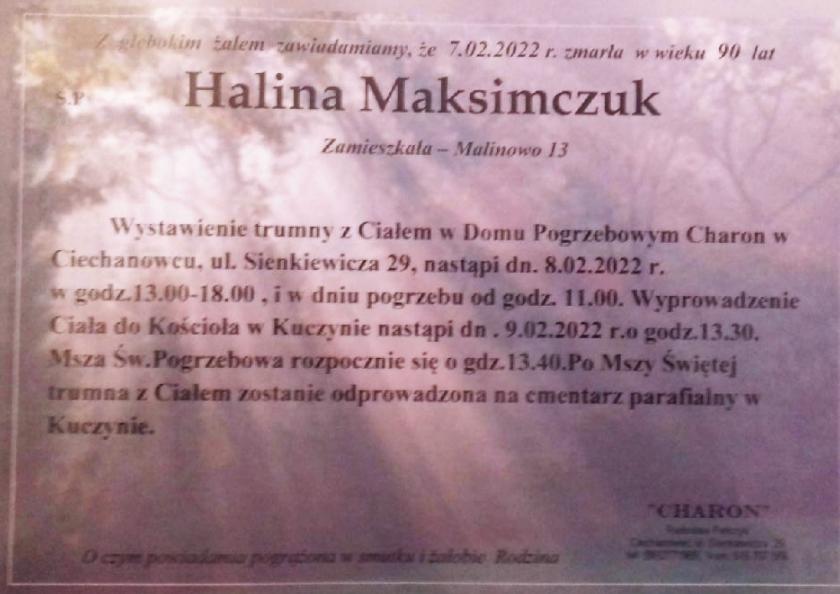 Z głębokim żalem zawiadamiamy, że 7.02.2022 r. zmarła w wieku 90 lat
Ś.P
Halina Maksimczuk
Zamieszkała – Malinowo 13
Wystawienie trumny z Ciałem w Domu Pogrzebowym Charon w
Ciechanowcu, ul. Sienkiewicza 29, nastąpi dn. 8.02.2022 r.
w godz.13.00-18.00 , i w dniu pogrzebu od godz. 11.00. Wyprowadzenie
Ciała do Kościoła w Kuczynie nastąpi dn . 9.02.2022 r.o godz.13.30.
Msza Św.Pogrzebowa rozpocznie się o gdz.13.40.Po Mszy Świętej
trumna z Ciałem zostanie odprowadzona na cmentarz parafialny w
Kuczynie.
"CHARON"
O czym powiadamia pogrążona w smutku i żałobie Rodzina